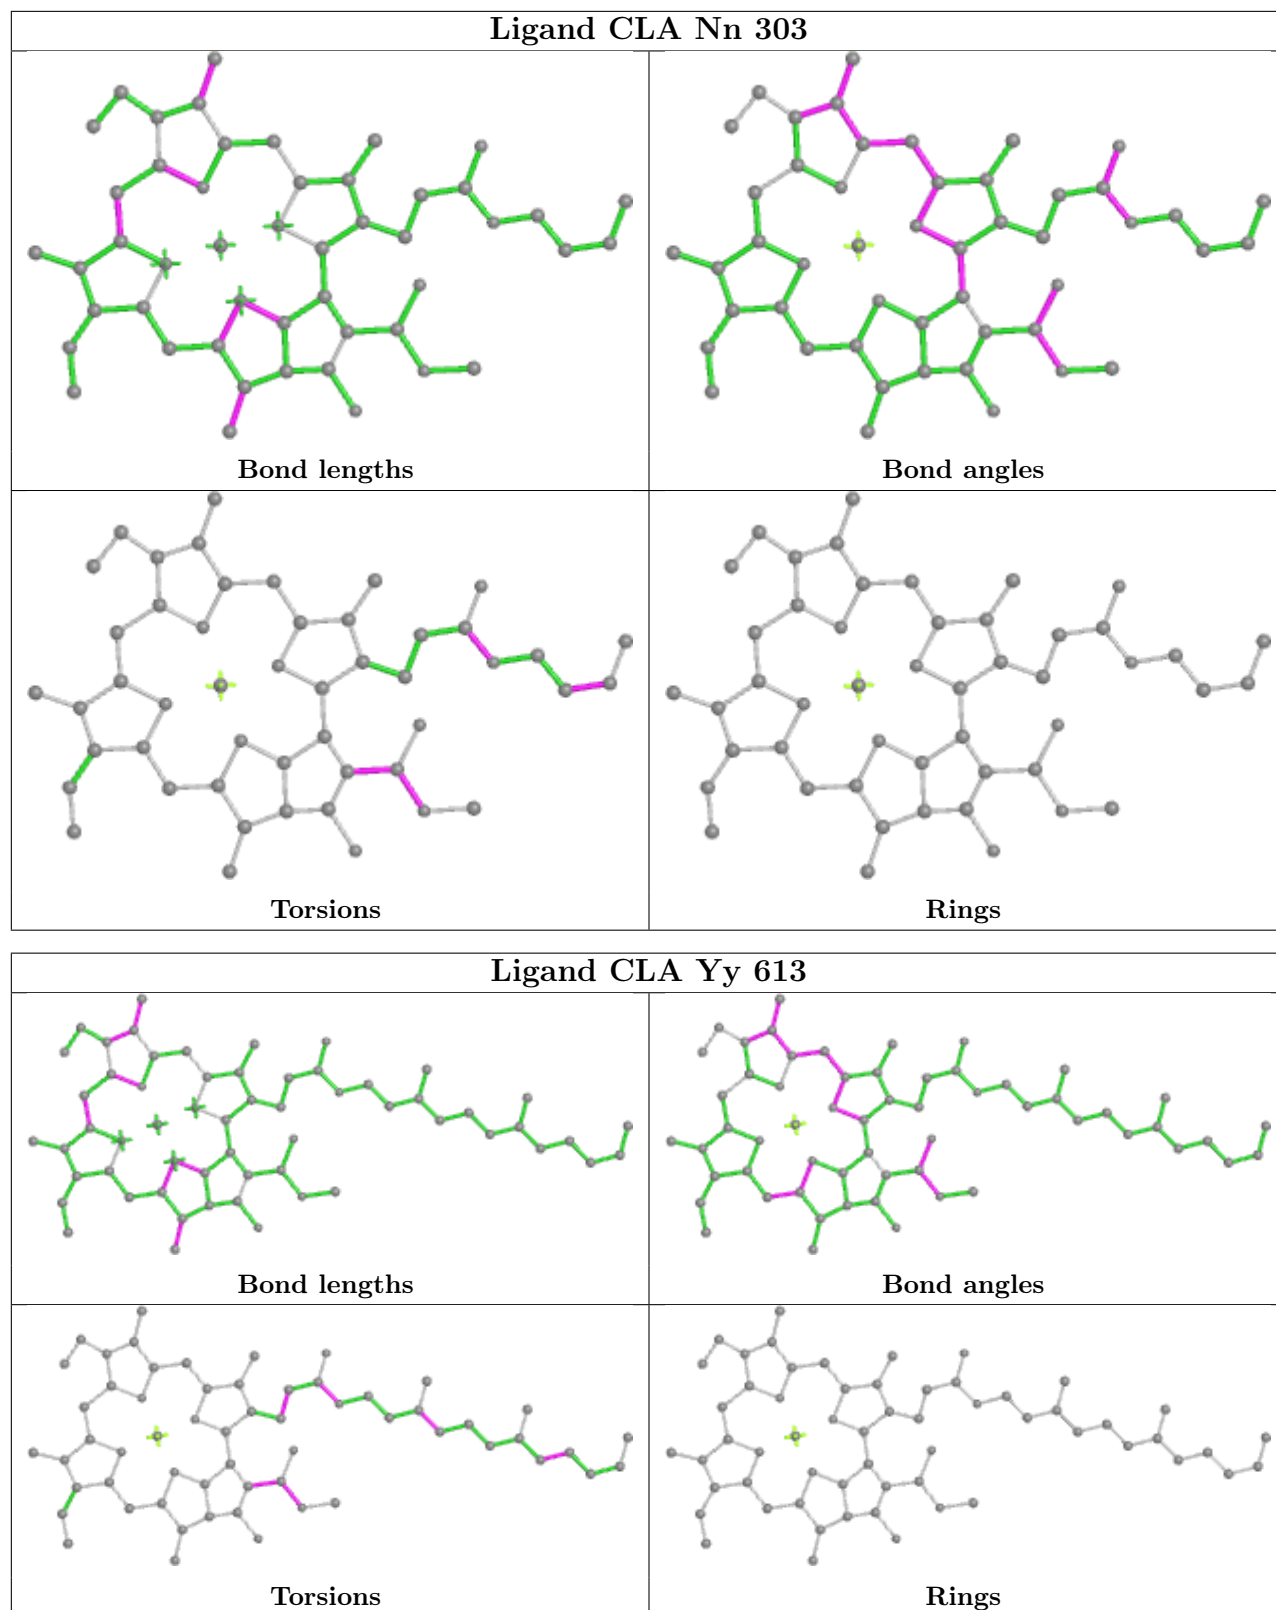 Ligand CLA Nn 303
Bond lengths
Bond angles
Torsions
Rings
Ligand CLA Yy 613
Bond lengths
Bond angles
Torsions
Rings